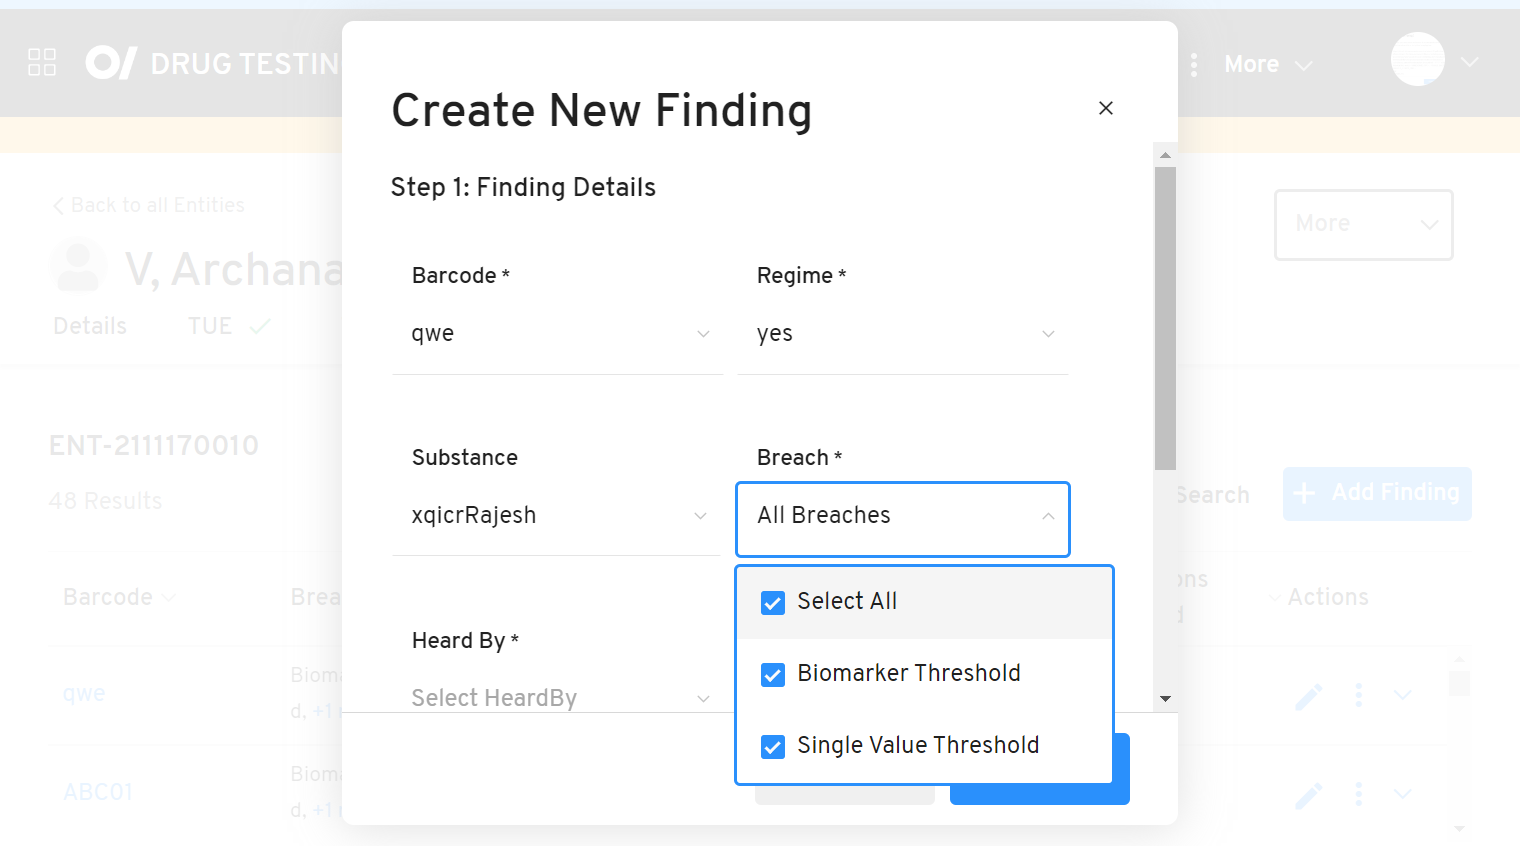 DRUG TESTIN
More
Create New Finding
Step 1: Finding Details
Back to all Entities
More
V, Archana
Details
TUE
Barcode *
Regime *
qwe
yes
ENT-2111170010
48 Results
Search
Add Finding
Substance
Breach *
xqicrRajesh
All Breaches
Select All
Biomarker Threshold
Single Value Threshold
Heard By *
Select HeardBy
Barcode
Brea
ons
d
Actions
qwe
Bioma
d, +1
ABC01
Bioma
d, +1